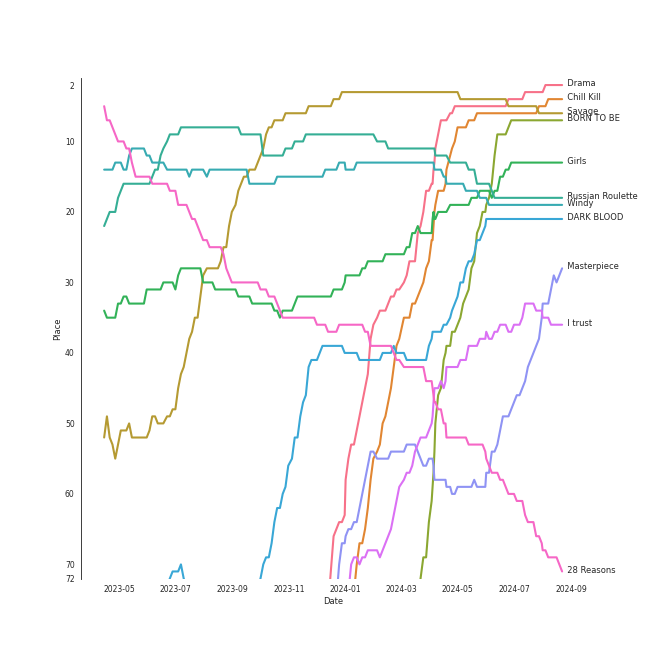 2
10
20
30
40
50
60
70
72
Place
2023-05
2023-07
2023-09
2023-11
2024-01
2024-03
2024-05
2024-07
2024-09
Date
Drama
Chill Kill
Savage
BORN TO BE
Girls
Russian Roulette
Windy
DARK BLOOD
Masterpiece
I trust
28 Reasons